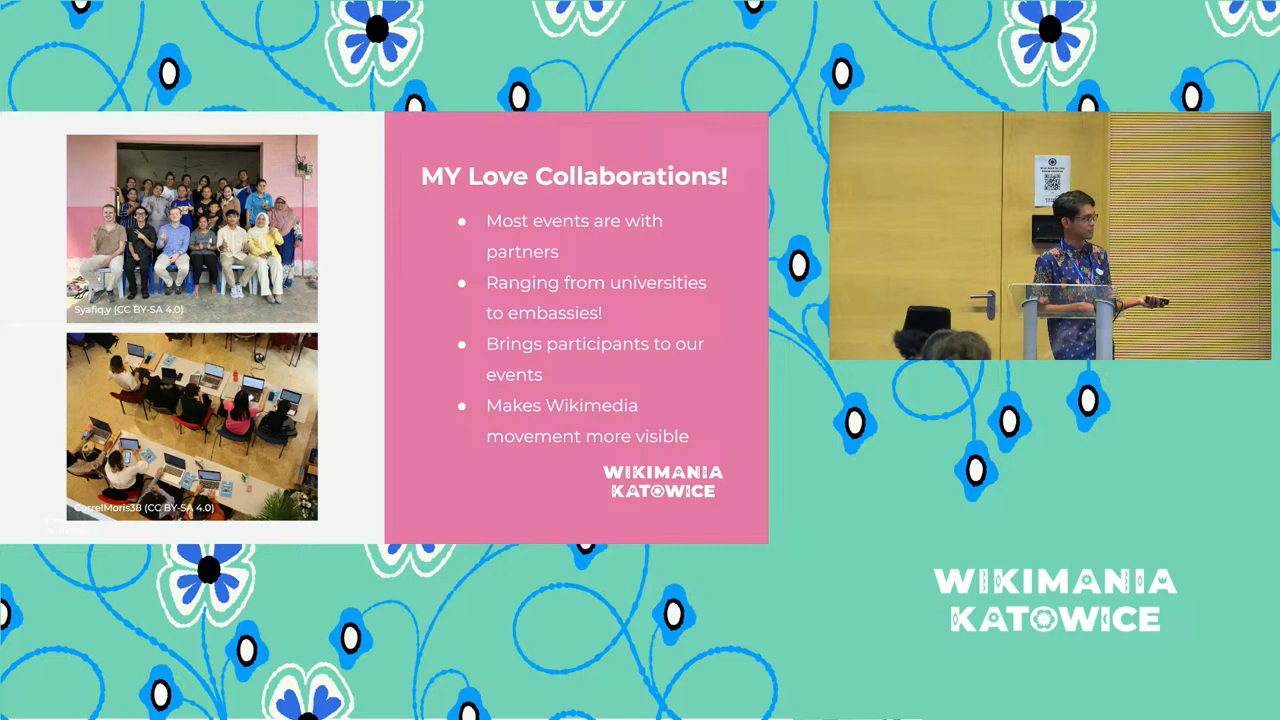 MY Love Collaborations!
● Most events are with
partners
● Ranging from universities
to embassies!
● Brings participants to our
events
● Makes Wikimedia
movement more visible
WIKIMANIA
KATOWICE
Syafiq.y (CC BY-SA 4.0)
CorrelMoris38 (CC BY-SA 4.0)
WIKIMANIA
KATOWICE